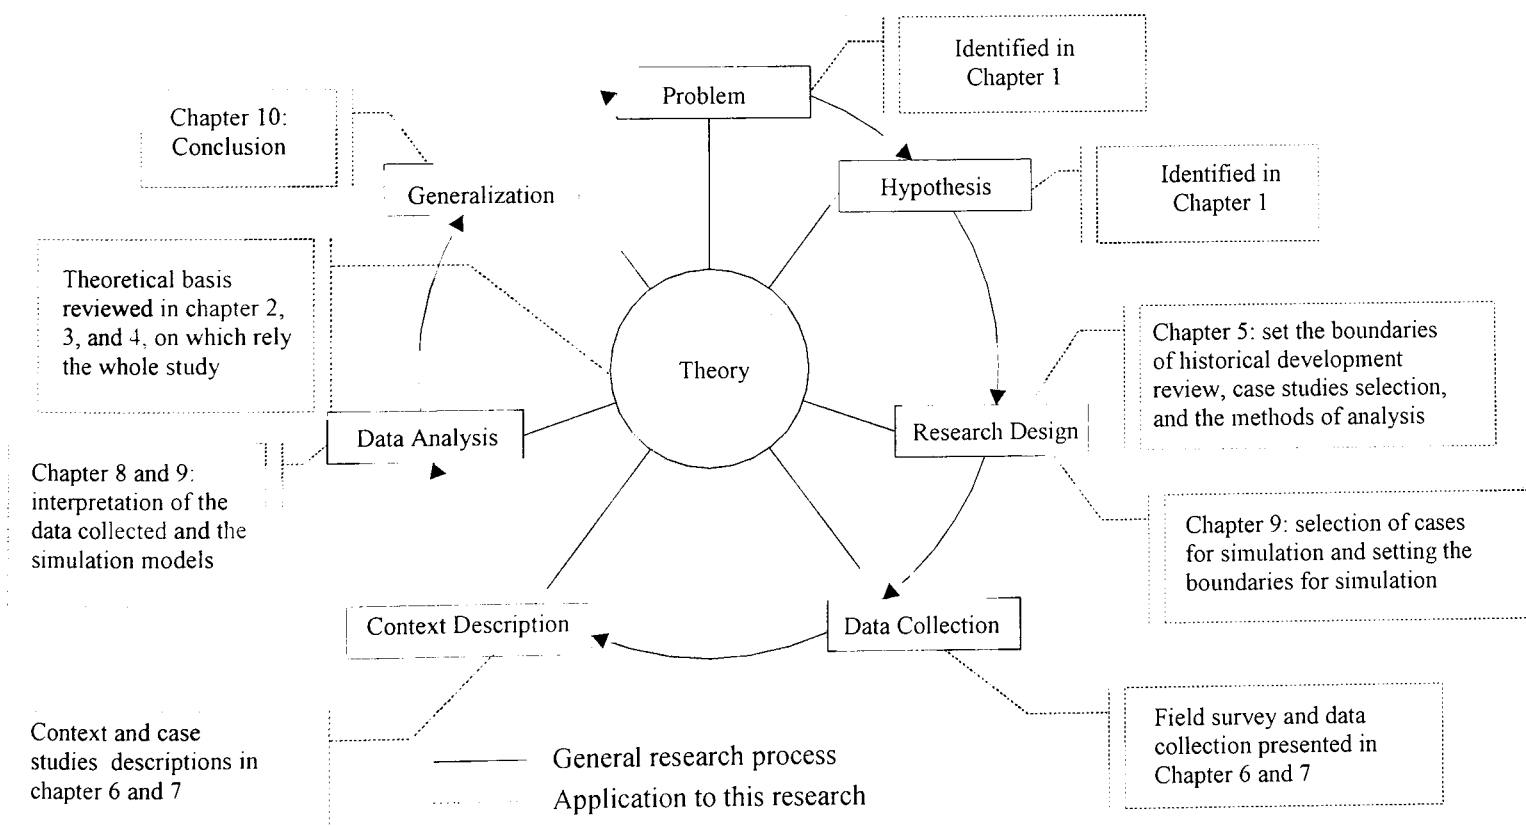 Identified in
Chapter 1
Problem
Chapter 10:
Conclusion
Generalization
Hypothesis
Identified in
Chapter 1
Theoretical basis
reviewed in chapter 2,
3, and 4, on which rely
the whole study
Theory
Chapter 5: set the boundaries
of historical development
review, case studies selection,
and the methods of analysis
Data Analysis
Research Design
Chapter 8 and 9:
interpretation of the
data collected and the
simulation models
Chapter 9: selection of cases
for simulation and setting the
boundaries for simulation
Context Description
Data Collection
Context and case
studies descriptions in
chapter 6 and 7
Field survey and data
collection presented in
Chapter 6 and 7
General research process
Application to this research